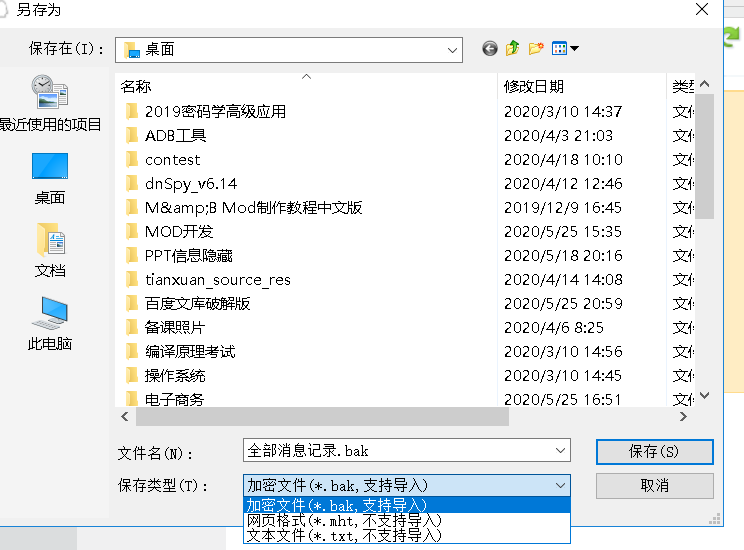 另存为
保存在(I):
桌面
名称
修改日期
类型
2019密码学高级应用
2020/3/10 14:37
文件
ADB工具
2020/4/3 21:03
文件
contest
2020/4/18 10:10
文件
dnSpy_v6.14
2020/4/12 12:46
文件
M&amp;B Mod制作教程中文版
2019/12/9 16:45
文件
MOD开发
2020/5/25 15:35
文件
PPT信息隐藏
2020/5/18 20:16
文件
tianxuan_source_res
2020/4/14 14:08
文件
百度文库破解版
2020/5/25 20:59
文件
备课照片
2020/4/6 8:25
文件
编译原理考试
2020/3/10 14:56
文件
操作系统
2020/3/10 14:45
文件
电子商务
2020/5/25 16:51
文件
最近使用的项目
桌面
文档
此电脑
文件名(N):
全部消息记录.bak
保存(S)
保存类型(T):
加密文件(*.bak,支持导入)
取消
加密文件(*.bak,支持导入)
网页格式(*.mht,不支持导入)
文本文件(*.txt,不支持导入)